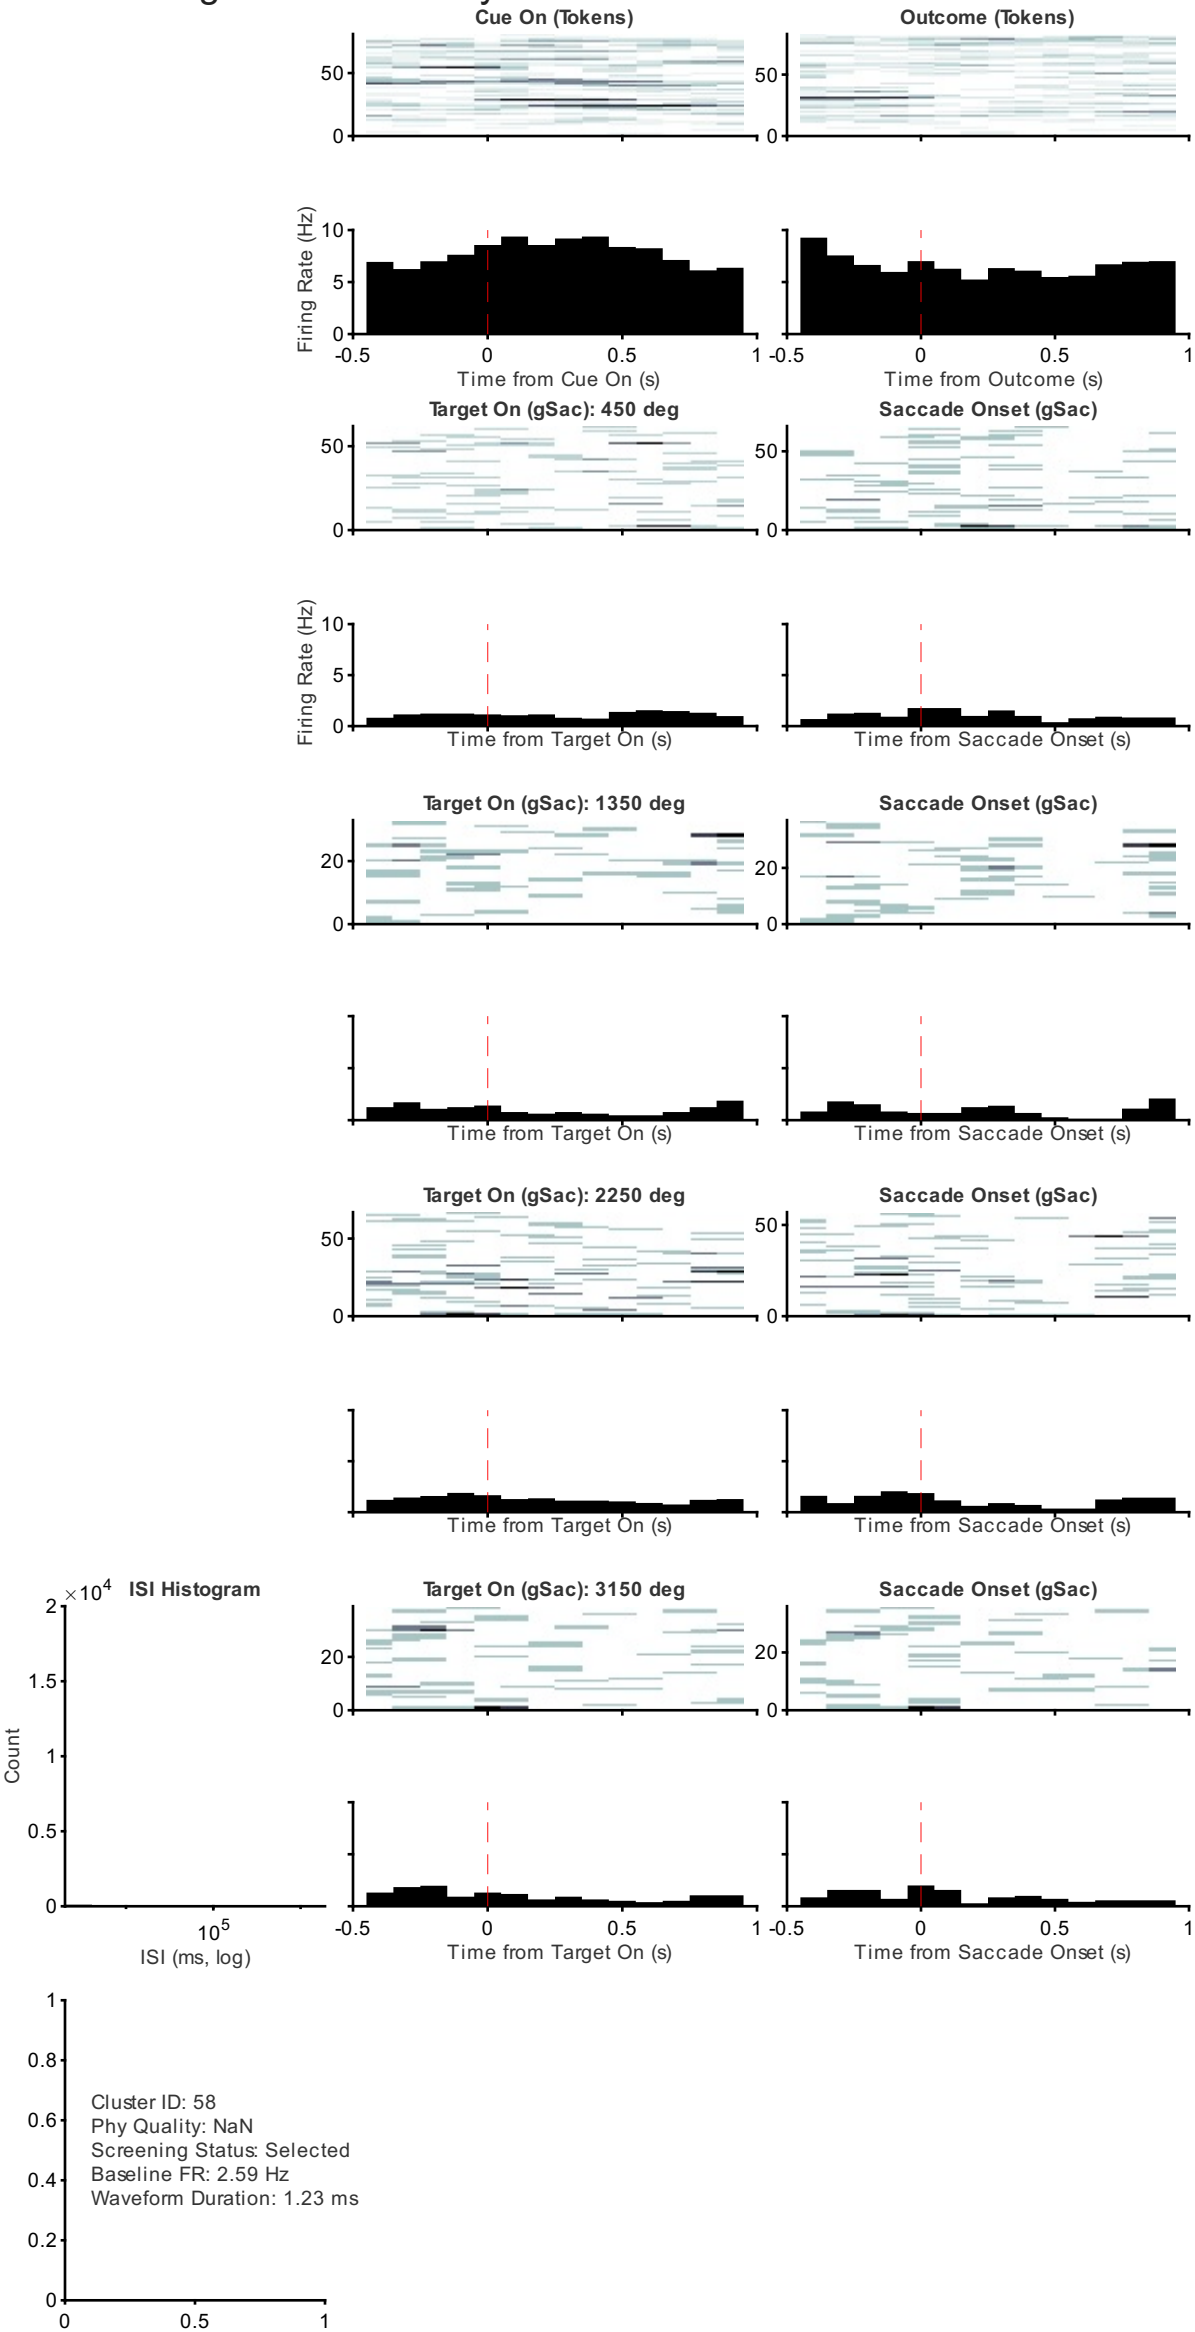 Cue On (Tokens)
Outcome (Tokens)
50
0
50
0
Firing Rate (Hz)
10
5
0
-0.5 0 0.5 1
Time from Cue On (s)
-0.5 0 0.5 1
Time from Outcome (s)
Target On (gSac): 450 deg
Saccade Onset (gSac)
50
0
50
0
Firing Rate (Hz)
10
5
0
Time from Target On (s)
Time from Saccade Onset (s)
Target On (gSac): 1350 deg
Saccade Onset (gSac)
20
0
20
0
Time from Target On (s)
Time from Saccade Onset (s)
Target On (gSac): 2250 deg
Saccade Onset (gSac)
50
0
50
0
Time from Target On (s)
Time from Saccade Onset (s)
×10⁴
ISI Histogram
2
1.5
1
0.5
0
Count
10⁵
ISI (ms, log)
Target On (gSac): 3150 deg
Saccade Onset (gSac)
20
0
20
0
-0.5 0 0.5 1
Time from Target On (s)
-0.5 0 0.5 1
Time from Saccade Onset (s)
1
0.8
0.6
0.4
0.2
0
0 0.5 1
Cluster ID: 58
Phy Quality: NaN
Screening Status: Selected
Baseline FR: 2.59 Hz
Waveform Duration: 1.23 ms